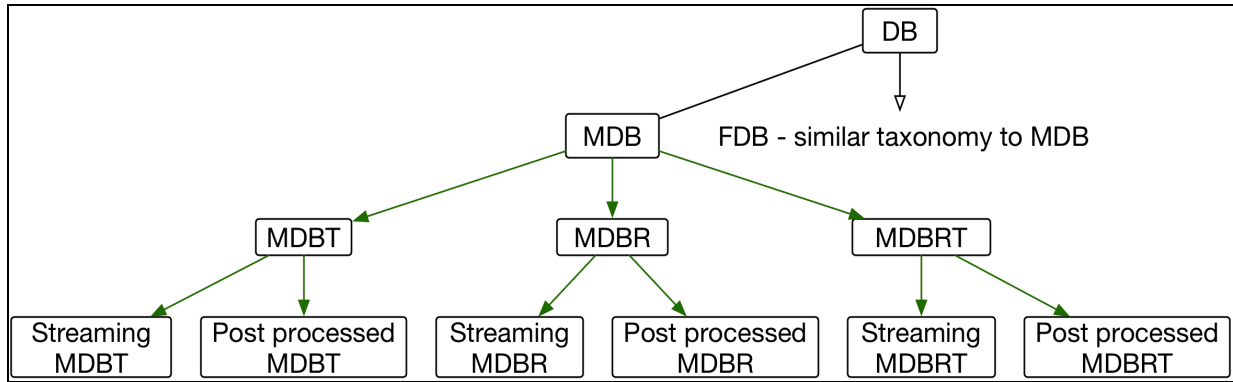 DB
MDB
FDB - similar taxonomy to MDB
MDBT
MDBR
MDBRT
Streaming
MDBT
Post processed
MDBT
Streaming
MDBR
Post processed
MDBR
Streaming
MDBRT
Post processed
MDBRT